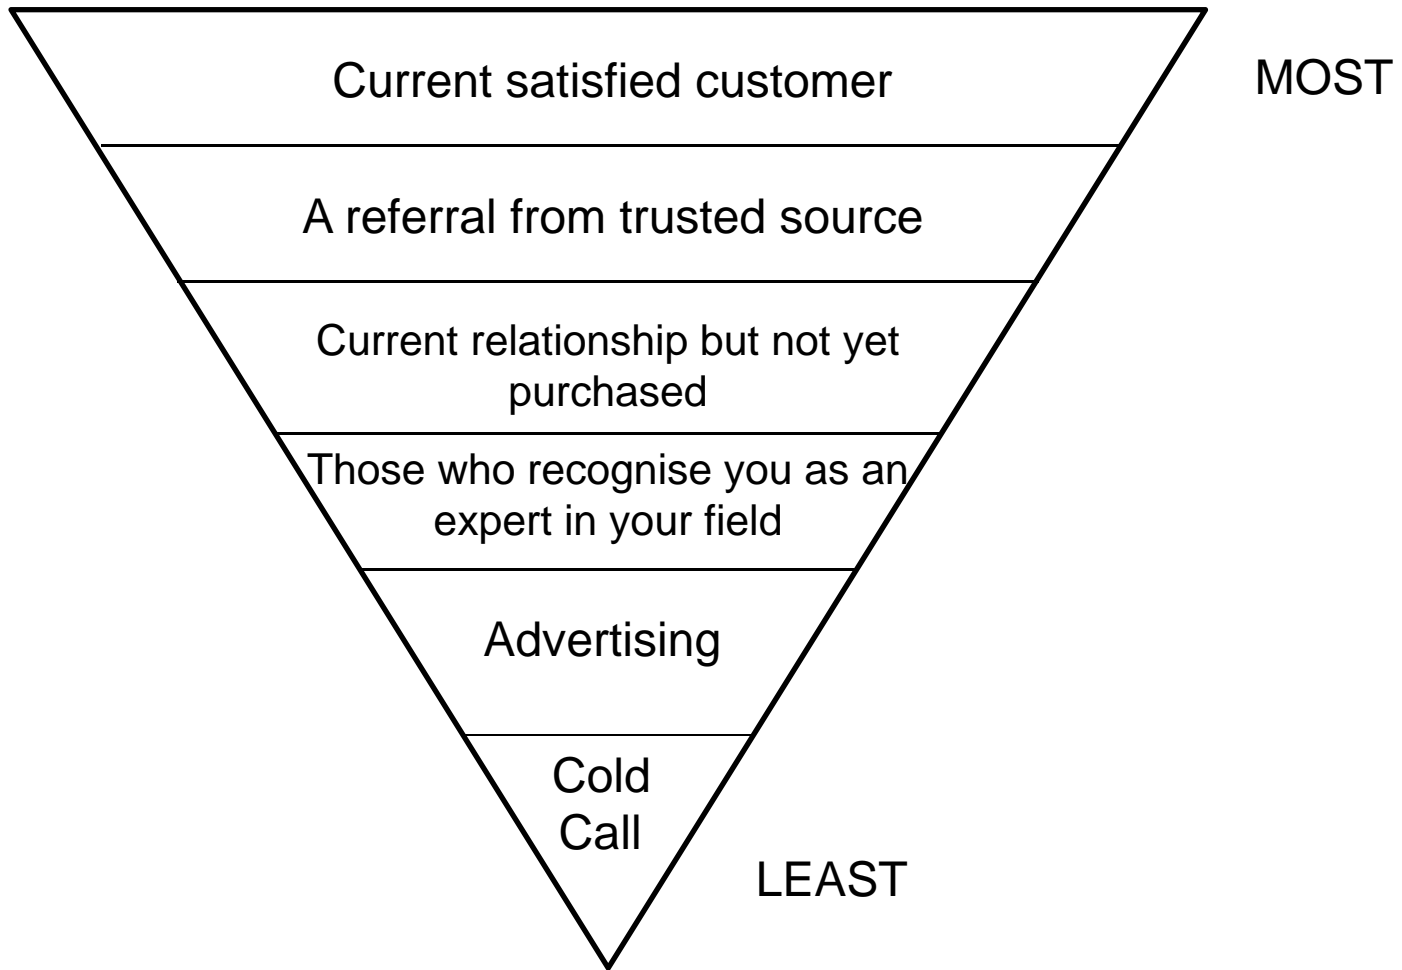 Current satisfied customer
MOST
A referral from trusted source
Current relationship but not yet
purchased
Those who recognise you as an
expert in your field
Advertising
Cold
Call
LEAST